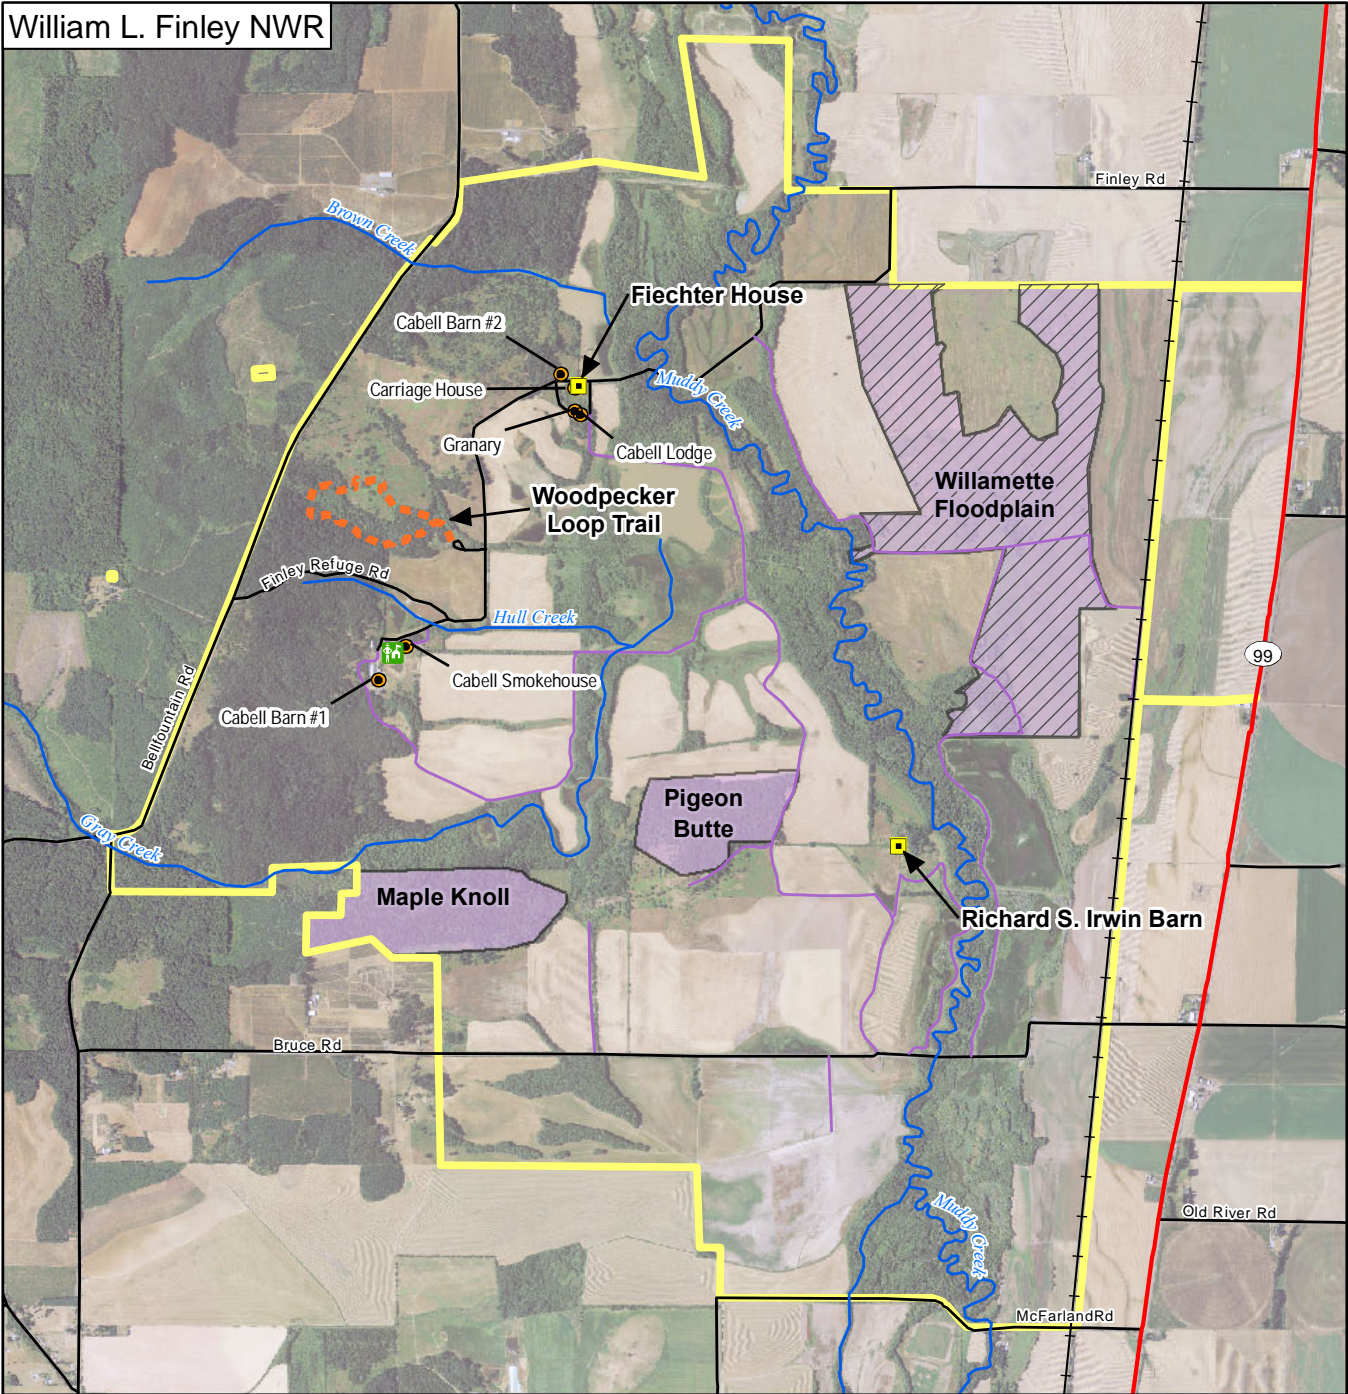 William L. Finley NWR
Finley Rd
Brown Creek
Fiechter House
Cabell Barn #2
Carriage House
Muddy Creek
Granary
Cabell Lodge
Willamette
Floodplain
Woodpecker
Loop Trail
Finley Refuge Rd
Hull Creek
99
Cabell Smokehouse
Bellfountain Rd
Cabell Barn #1
Pigeon
Butte
Gray Creek
Maple Knoll
Richard S. Irwin Barn
Bruce Rd
Muddy Creek
Old River Rd
McFarlandRd